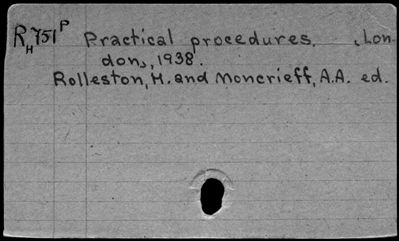 R751P Practical procedures. , Lon-
H
don, 1938.
Rolleston, H. and Moncrieff, A.A. ed.